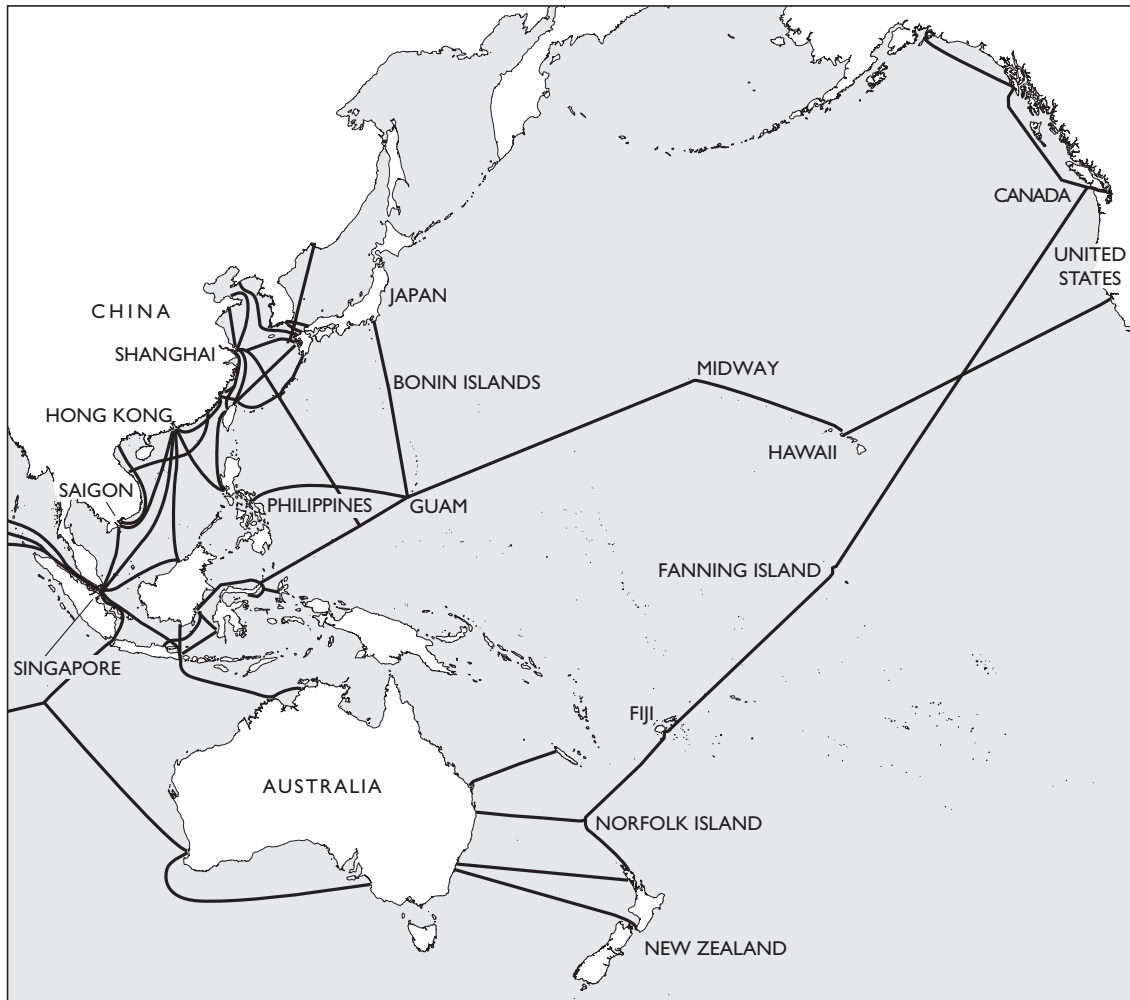 CANADA
UNITED
STATES
CHINA
JAPAN
SHANGHAI
MIDWAY
BONIN ISLANDS
HONG KONG
HAWAII
SAIGON
PHILIPPINES
GUAM
FANNING ISLAND
SINGAPORE
FIJI
AUSTRALIA
NORFOLK ISLAND
NEW ZEALAND